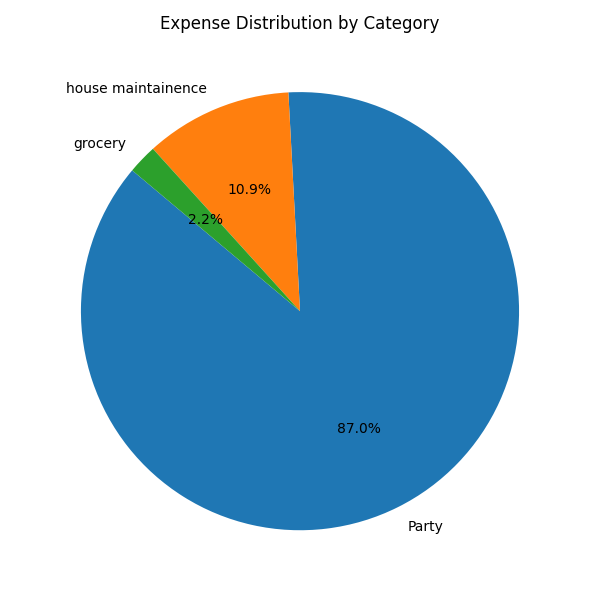 Expense Distribution by Category
house maintainence
grocery
10.9%
2.2%
87.0%
Party